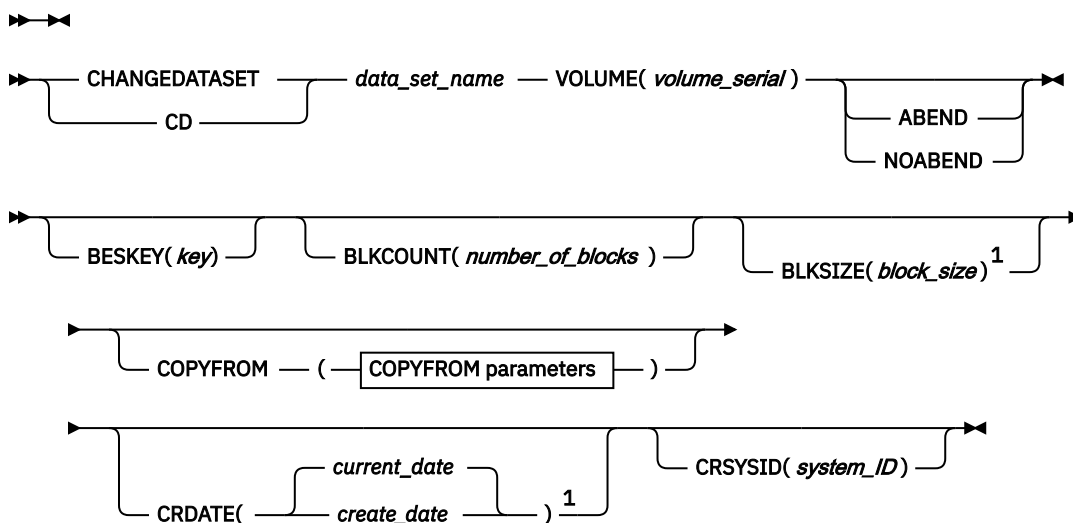 CHANGEDATASET data_set_name VOLUME( volume_serial )
CD
ABEND
NOABEND
BESKEY( key) BLKCOUNT( number_of_blocks ) BLKSIZE( block_size) 1
COPYFROM ( COPYFROM parameters )
current_date
CRDATE( create_date ) 1
CRSYSID( system_ID )